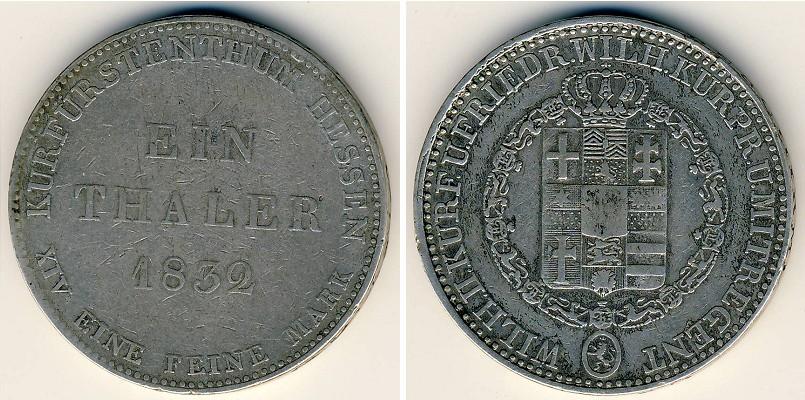 KURFÜRSTENTHUM HESSEN
EIN
THALER
1832
XIV EINE FEINE MARK
WILH.II.KURF.U.FRIEDR.WILH.KURPR.U.MITREGENT